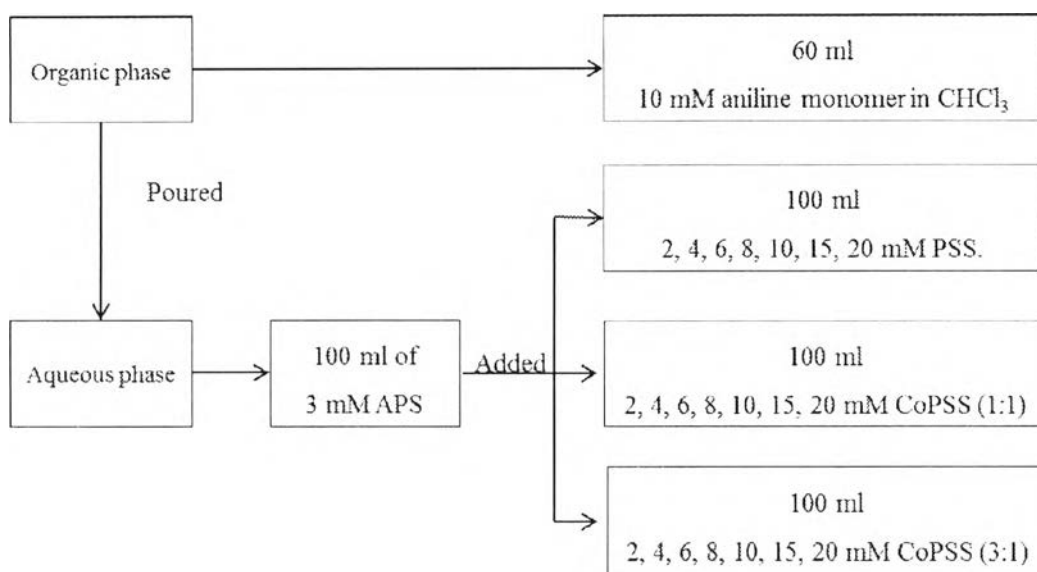 Organic phase
60 ml
10 mM aniline monomer in CHCl₃
Poured
100 ml
2, 4, 6, 8, 10, 15, 20 mM PSS.
Aqueous phase
100 ml of
3 mM APS
Added
100 ml
2, 4, 6, 8, 10, 15, 20 mM CoPSS (1:1)
100 ml
2, 4, 6, 8, 10, 15, 20 mM CoPSS (3:1)